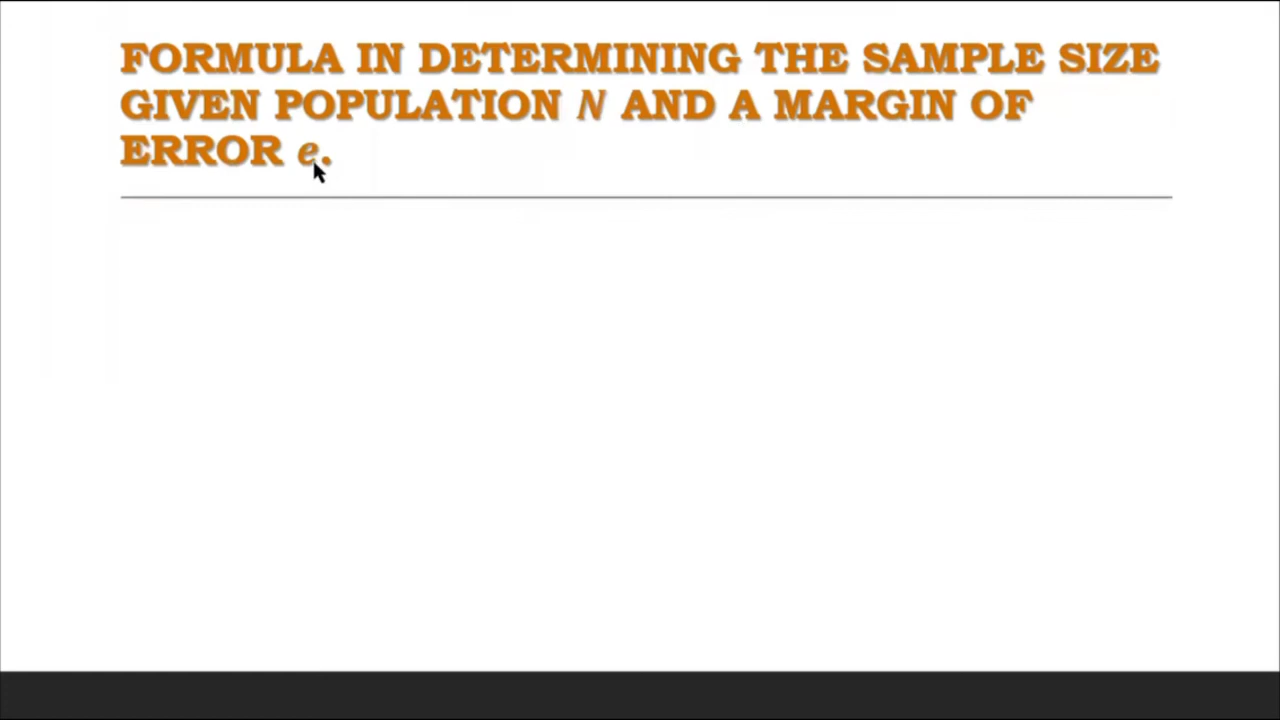 FORMULA IN DETERMINING THE SAMPLE SIZE
GIVEN POPULATION N AND A MARGIN OF
ERROR e.